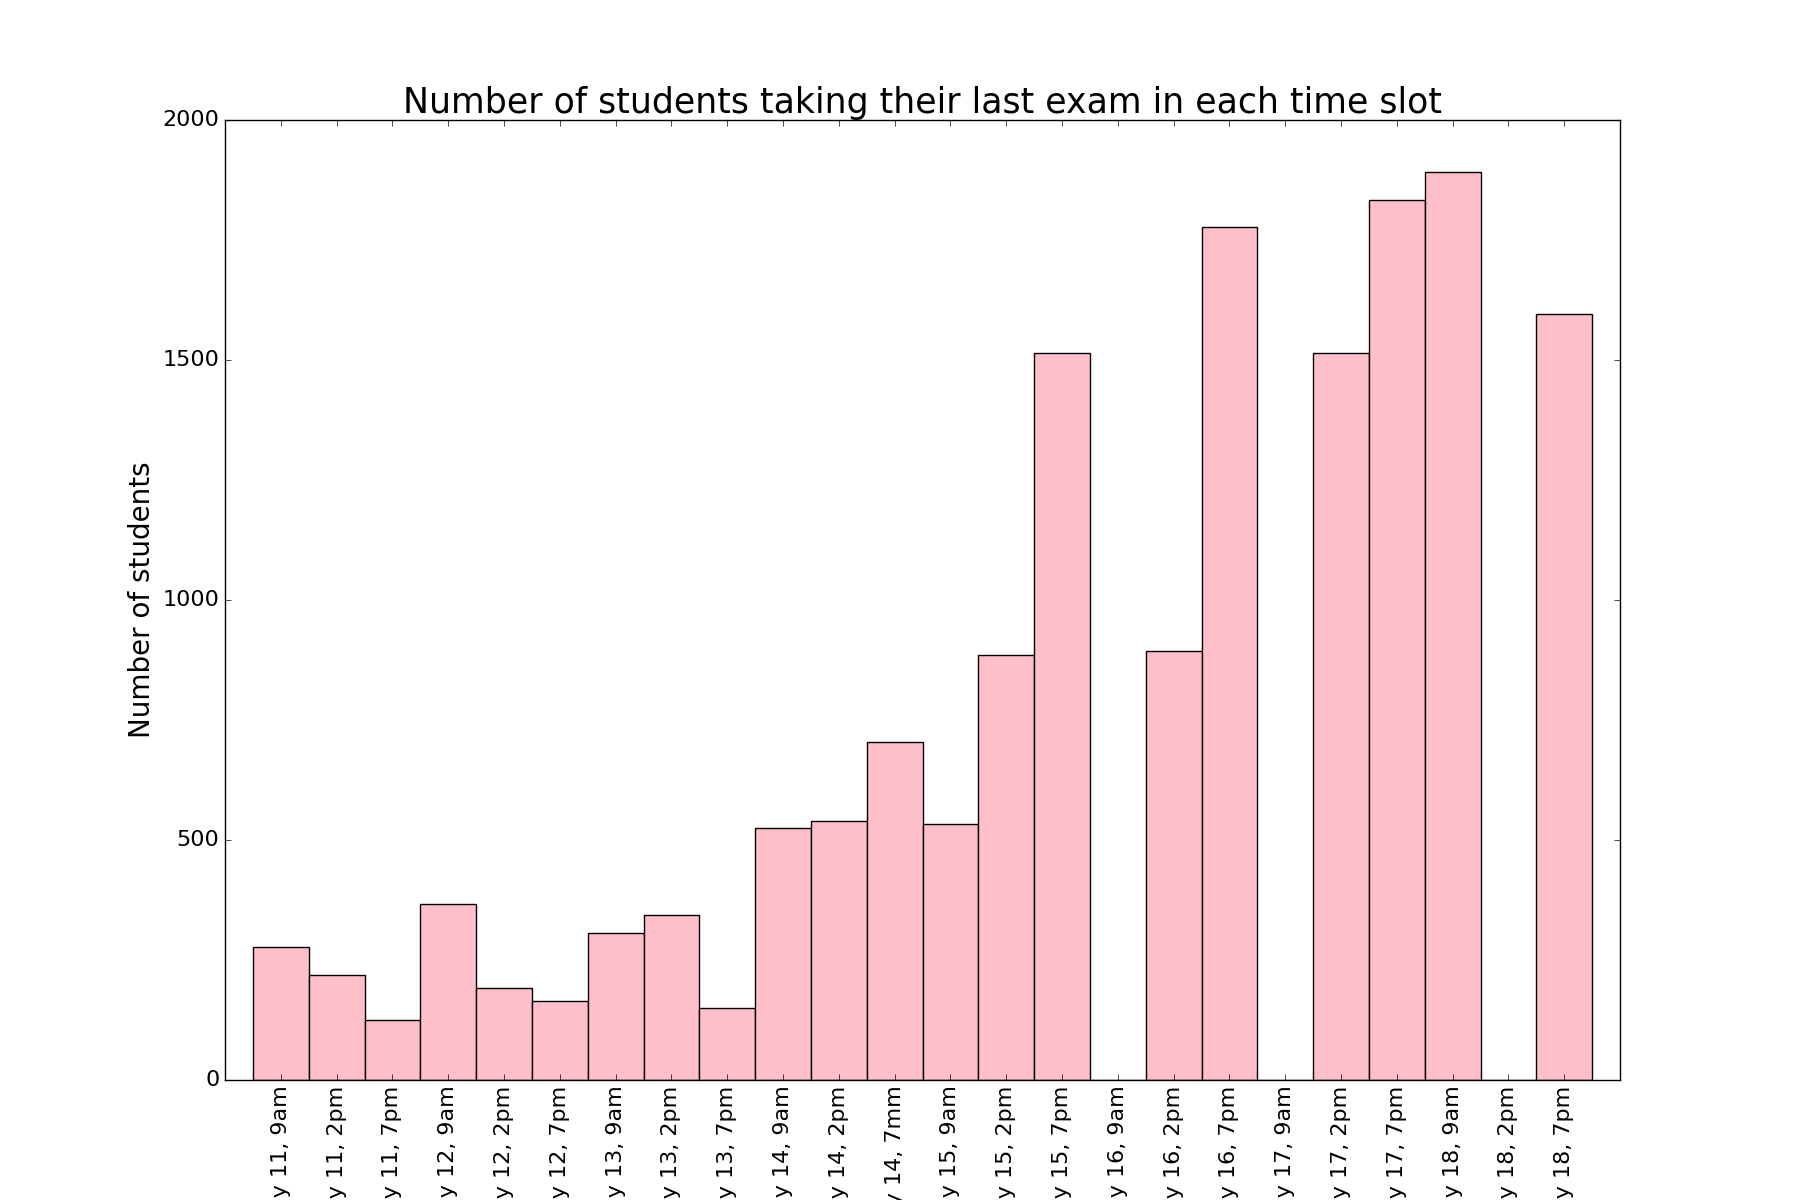 Number of students taking their last exam in each time slot
Number of students
2000
1500
1000
500
0
y 11, 9am
y 11, 2pm
y 11, 7pm
y 12, 9am
y 12, 2pm
y 12, 7pm
y 13, 9am
y 13, 2pm
y 13, 7pm
y 14, 9am
y 14, 2pm
y 14, 7mm
y 15, 9am
y 15, 2pm
y 15, 7pm
y 16, 9am
y 16, 2pm
y 16, 7pm
y 17, 9am
y 17, 2pm
y 17, 7pm
y 18, 9am
y 18, 2pm
y 18, 7pm